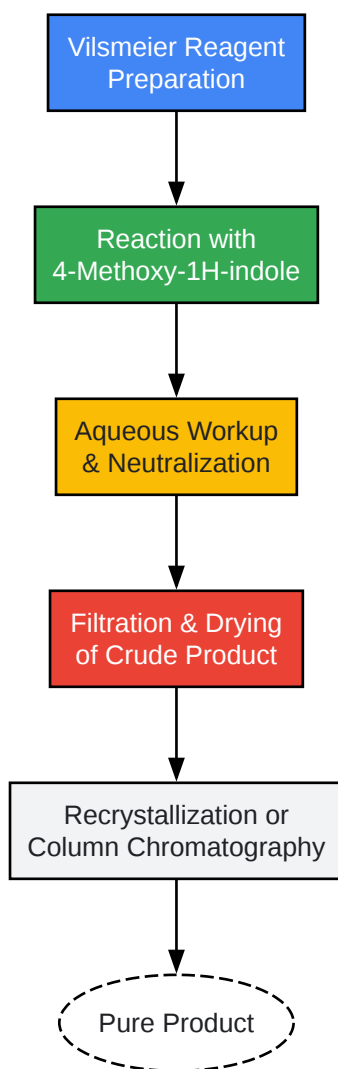 Vilsmeier Reagent
Preparation
Reaction with
4-Methoxy-1H-indole
Aqueous Workup
& Neutralization
Filtration & Drying
of Crude Product
Recrystallization or
Column Chromatography
Pure Product